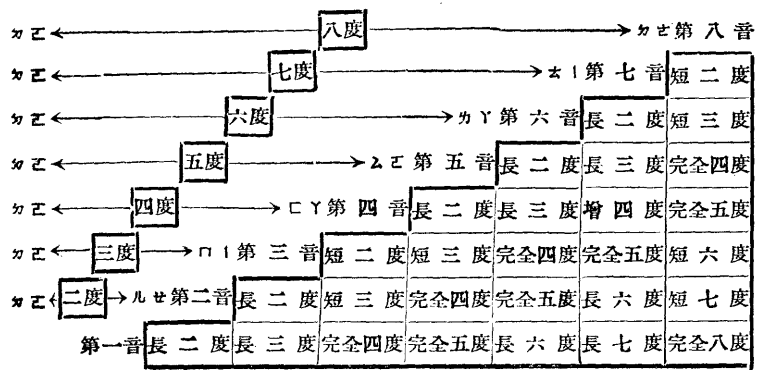 ㄉㄛ 八度 ㄉㄛ第八音
ㄉㄛ 七度 ㄊㄧ第七音 短二度
ㄉㄛ 六度 ㄌㄚ第六音 長二度 短三度
ㄉㄛ 五度 ㄙㄛ第五音 長二度 長三度 完全四度
ㄉㄛ 四度 ㄈㄚ第四音 長二度 長三度 增四度 完全五度
ㄉㄛ 三度 ㄇㄧ第三音 短二度 短三度 完全四度 完全五度 短六度
ㄉㄛ 二度 ㄦㄝ第二音 長二度 短三度 完全四度 完全五度 長六度 短七度
第一音 長二度 長三度 完全四度 完全五度 長六度 長七度 完全八度